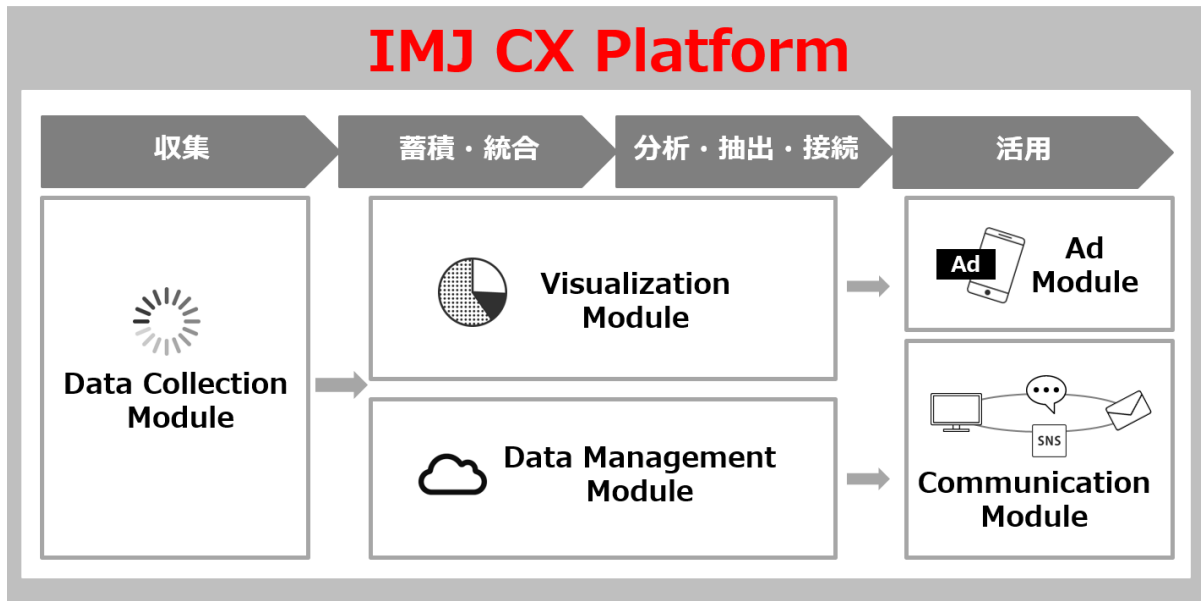 IMJ CX Platform
収集
蓄積・統合
分析・抽出・接続
活用
Data Collection
Module
Visualization
Module
Data Management
Module
Ad
Ad
Module
SNS
Communication
Module